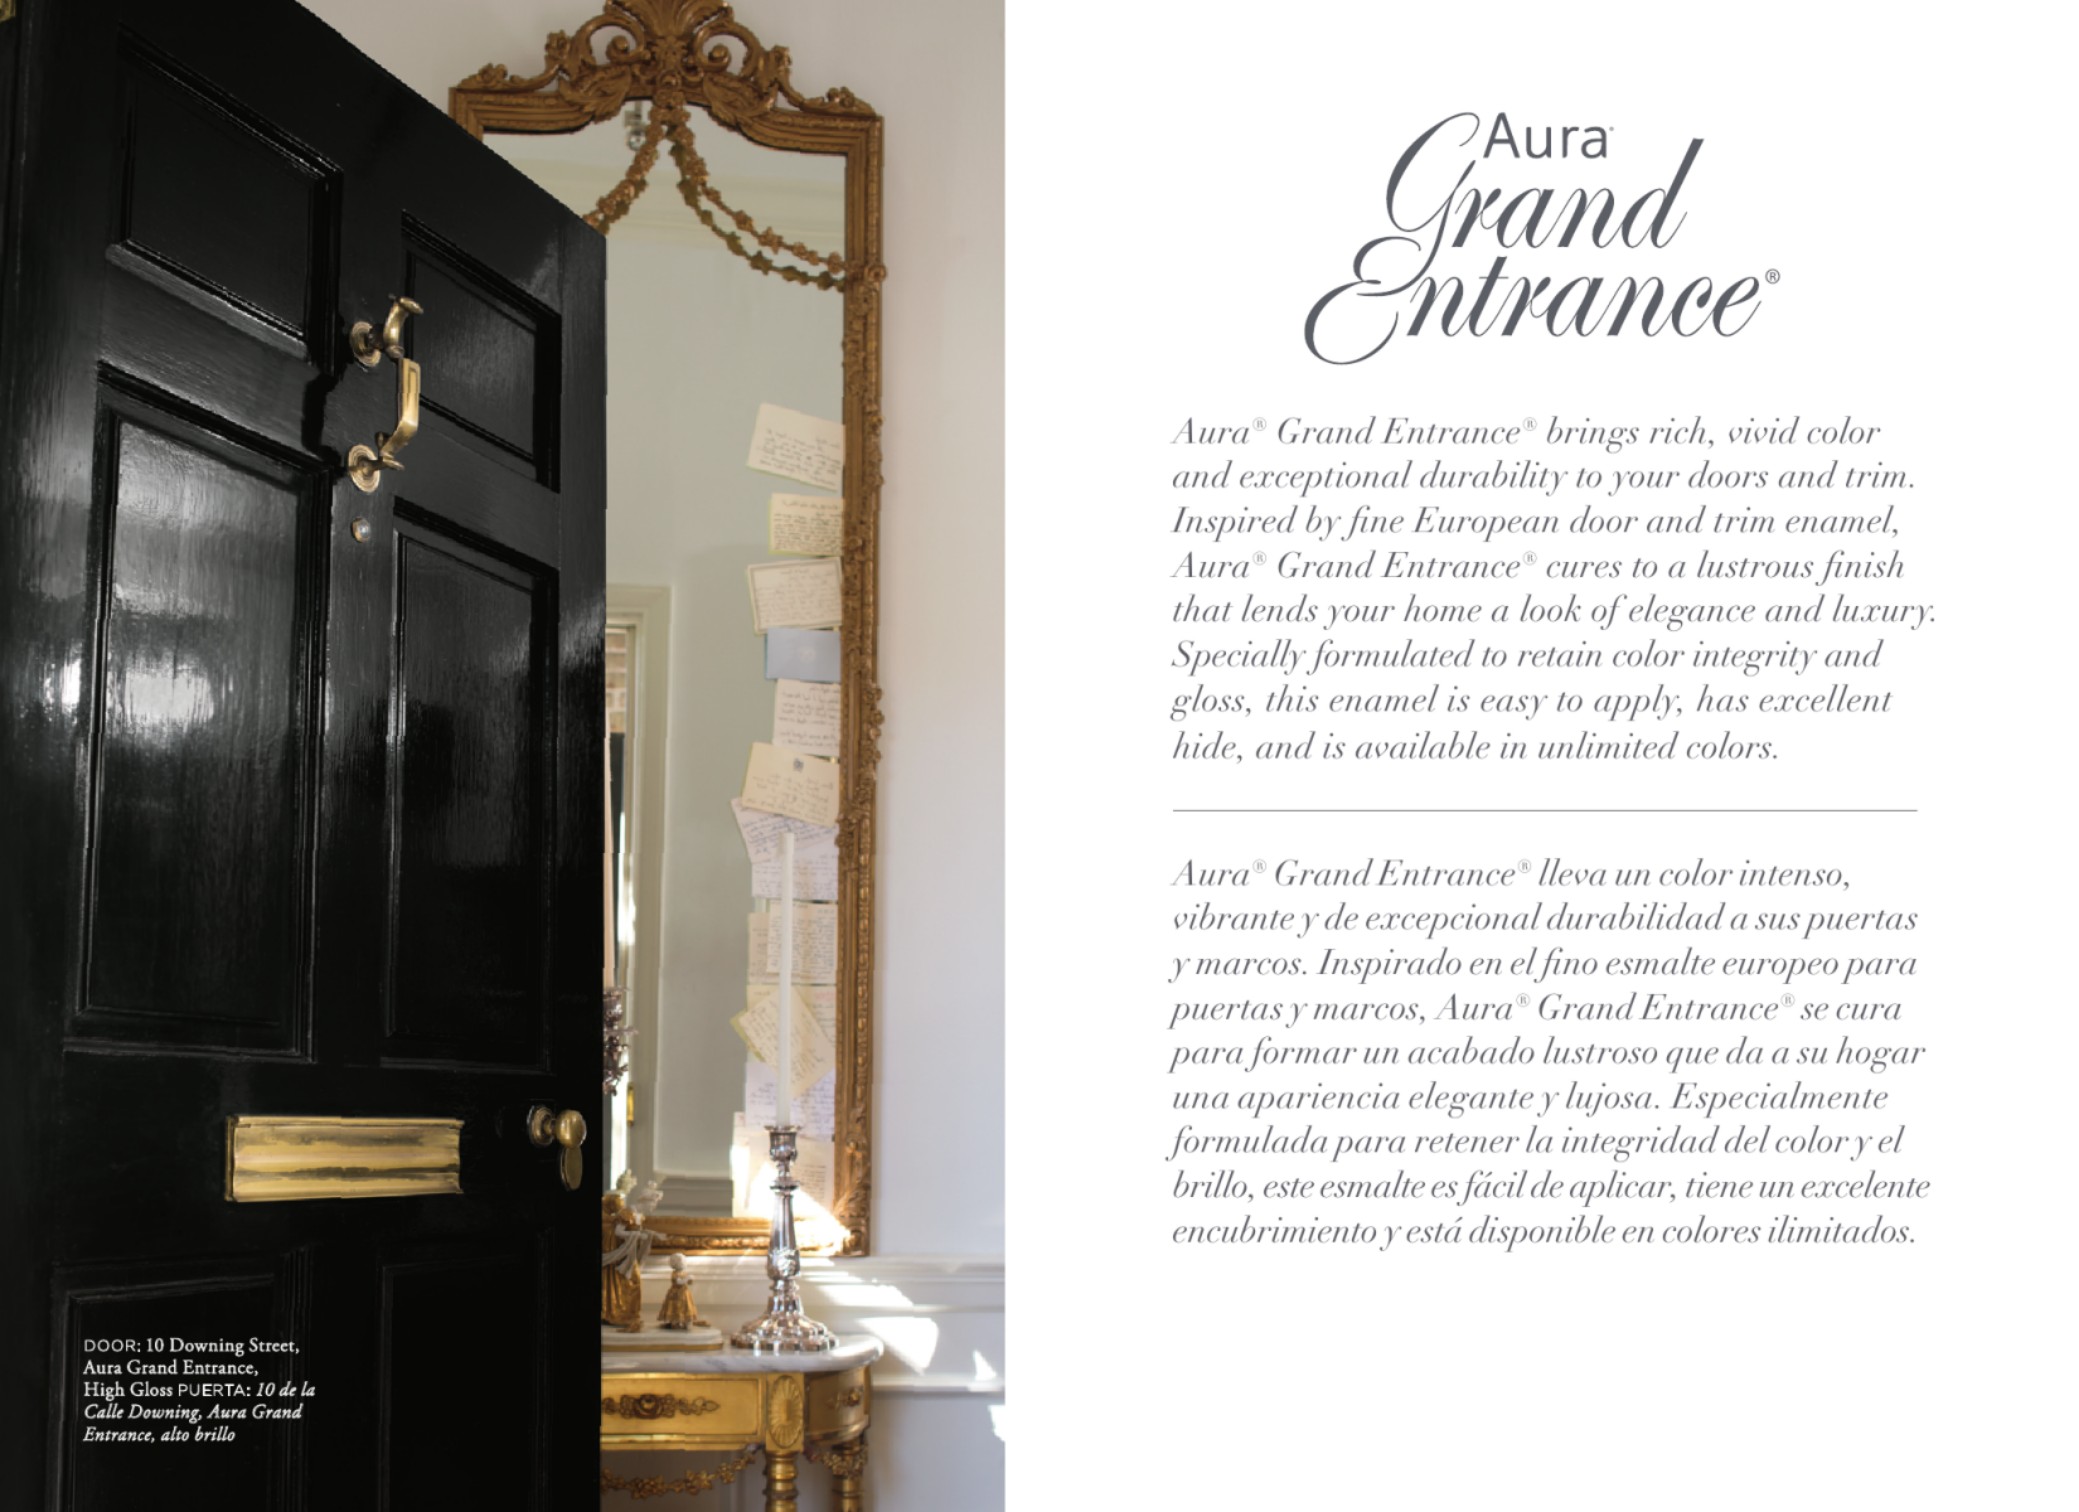 DOOR: 10 Downing Street,
Aura Grand Entrance,
High Gloss PUERTA: 10 de la
Calle Downing, Aura Grand
Entrance, alto brillo
Aura®
Grand
Entrance®
Aura® Grand Entrance® brings rich, vivid color
and exceptional durability to your doors and trim.
Inspired by fine European door and trim enamel,
Aura® Grand Entrance® cures to a lustrous finish
that lends your home a look of elegance and luxury.
Specially formulated to retain color integrity and
gloss, this enamel is easy to apply, has excellent
hide, and is available in unlimited colors.
Aura® Grand Entrance® lleva un color intenso,
vibrante y de excepcional durabilidad a sus puertas
y marcos. Inspirado en el fino esmalte europeo para
puertas y marcos, Aura® Grand Entrance® se cura
para formar un acabado lustroso que da a su hogar
una apariencia elegante y lujosa. Especialmente
formulada para retener la integridad del color y el
brillo, este esmalte es fácil de aplicar, tiene un excelente
encubrimiento y está disponible en colores ilimitados.